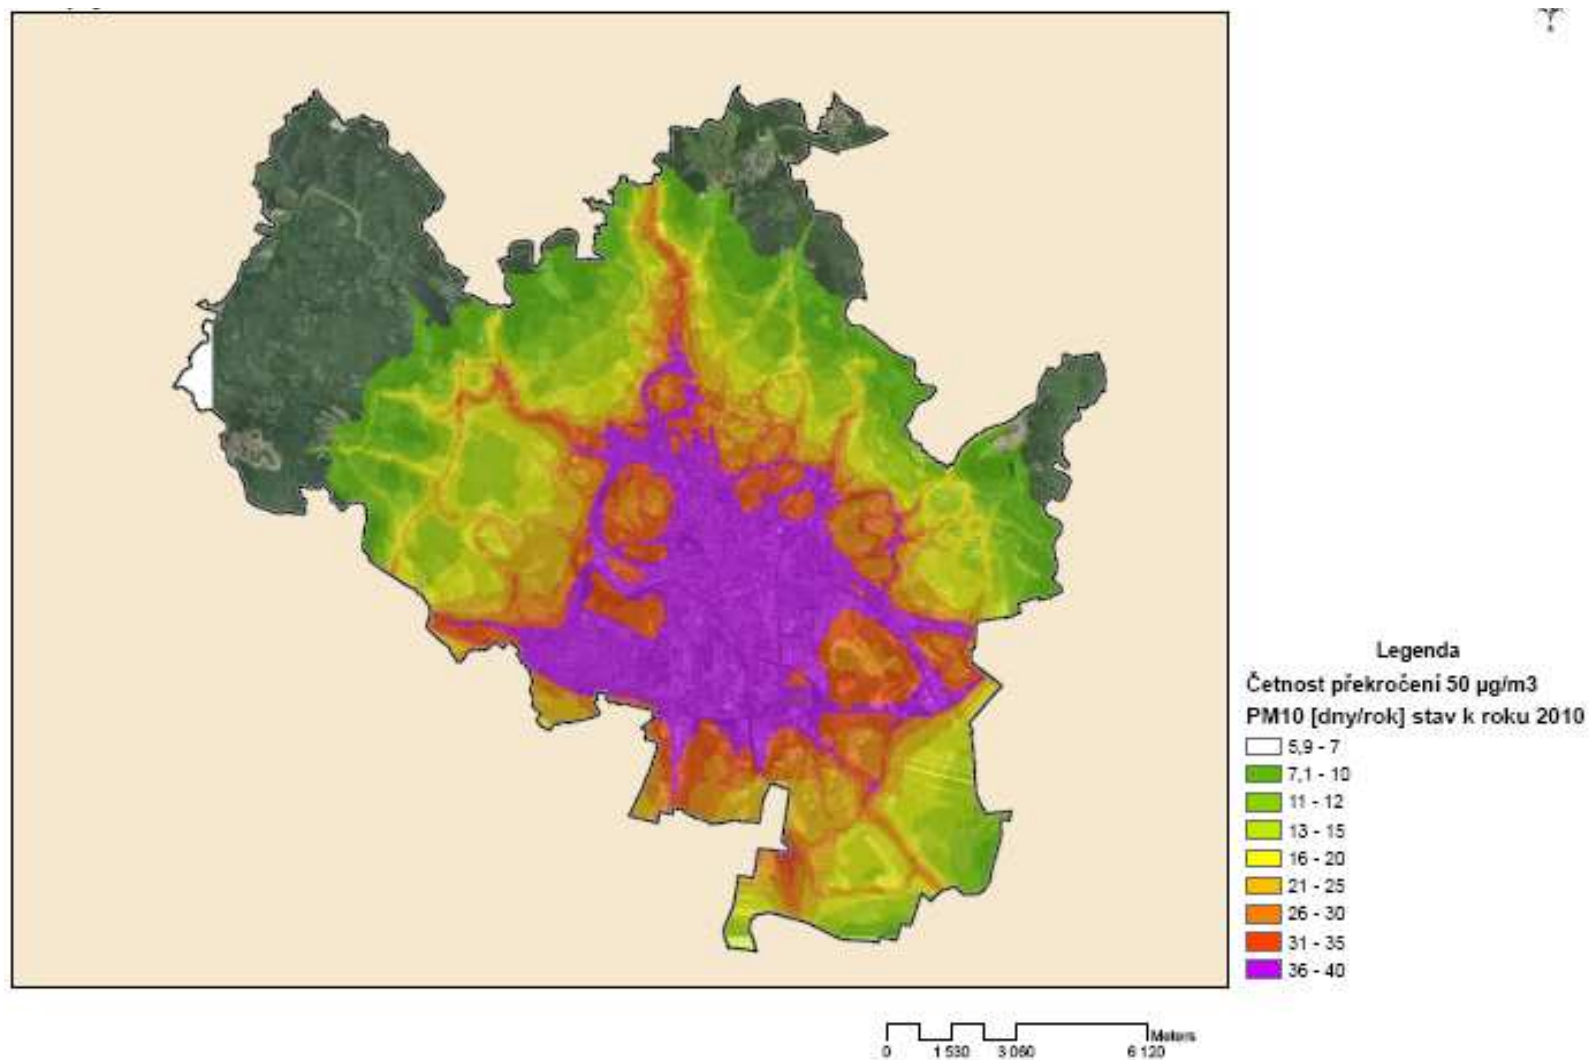 Legenda
Četnost překročení 50 µg/m3
PM10 [dny/rok] stav k roku 2010
5,9 - 7
7,1 - 10
11 - 12
13 - 15
16 - 20
21 - 25
26 - 30
31 - 35
36 - 40
Meters
0 1 530 3 060 6 120